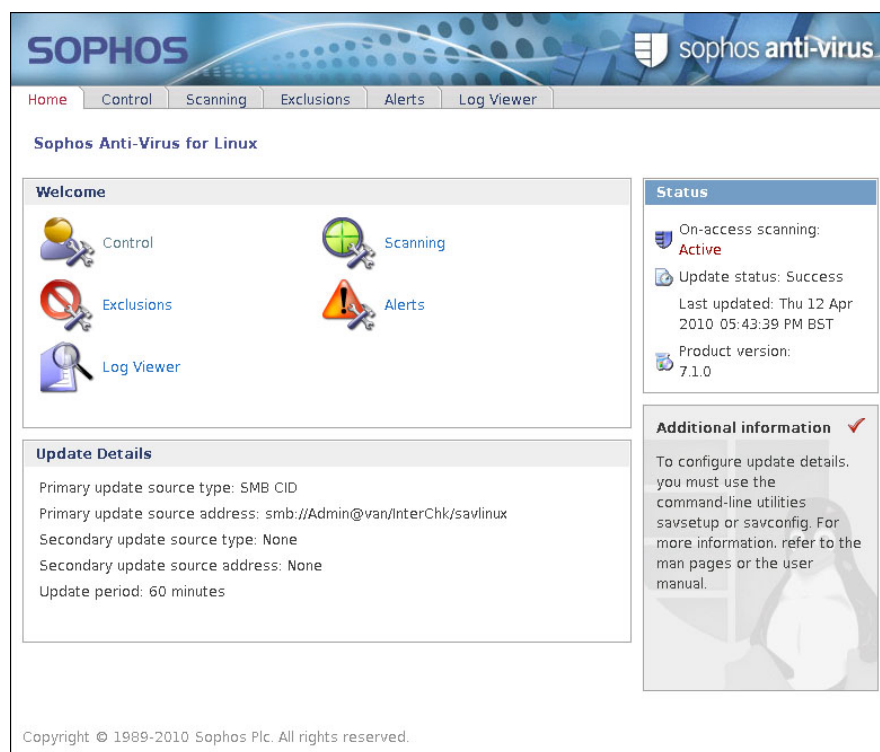 SOPHOS
sophos anti-virus
Home Control Scanning Exclusions Alerts Log Viewer
Sophos Anti-Virus for Linux
Welcome
Control
Scanning
Exclusions
Alerts
Log Viewer
Update Details
Primary update source type: SMB CID
Primary update source address: smb://Admin@van/InterChk/savlinux
Secondary update source type: None
Secondary update source address: None
Update period: 60 minutes
Status
On-access scanning:
Active
Update status: Success
Last updated: Thu 12 Apr
2010 05:43:39 PM BST
Product version:
7.1.0
Additional information
To configure update details.
you must use the
command-line utilities
savsetup or savconfig. For
more information. refer to the
man pages or the user
manual.
Copyright © 1989-2010 Sophos Plc. All rights reserved.